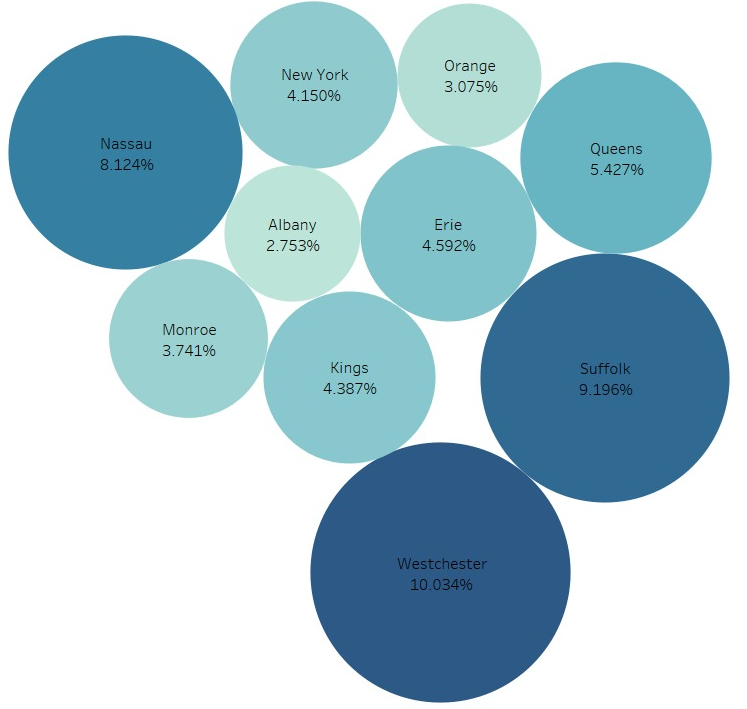 New York
4.150%
Orange
3.075%
Nassau
8.124%
Queens
5.427%
Albany
2.753%
Erie
4.592%
Monroe
3.741%
Kings
4.387%
Suffolk
9.196%
Westchester
10.034%